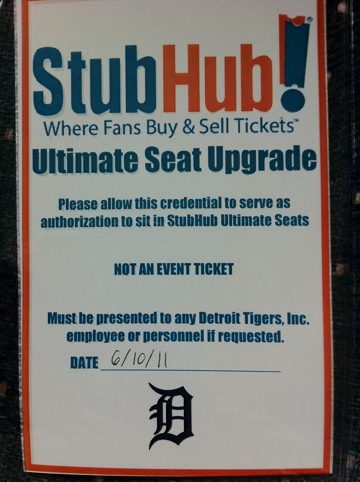 StubHub!
Where Fans Buy & Sell Tickets™
Ultimate Seat Upgrade
Please allow this credential to serve as
authorization to sit in StubHub Ultimate Seats
NOT AN EVENT TICKET
Must be presented to any Detroit Tigers, Inc.
employee or personnel if requested.
DATE 6/10/11
D